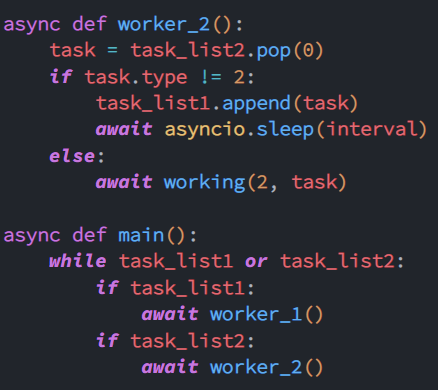 async def worker_2():
    task = task_list2.pop(0)
    if task.type != 2:
        task_list1.append(task)
        await asyncio.sleep(interval)
    else:
        await working(2, task)

async def main():
    while task_list1 or task_list2:
        if task_list1:
            await worker_1()
        if task_list2:
            await worker_2()